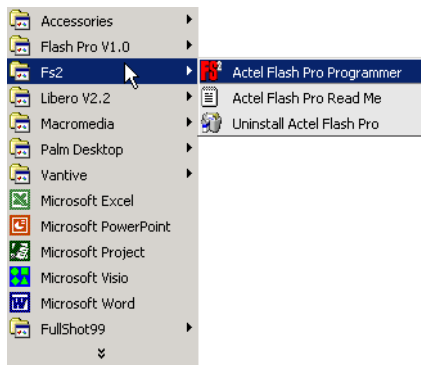 Accessories
Flash Pro V1.0
Fs2
Libero V2.2
Macromedia
Palm Desktop
Vantive
Microsoft Excel
Microsoft PowerPoint
Microsoft Project
Microsoft Visio
Microsoft Word
FullShot99
FS2 Actel Flash Pro Programmer
Actel Flash Pro Read Me
Uninstall Actel Flash Pro